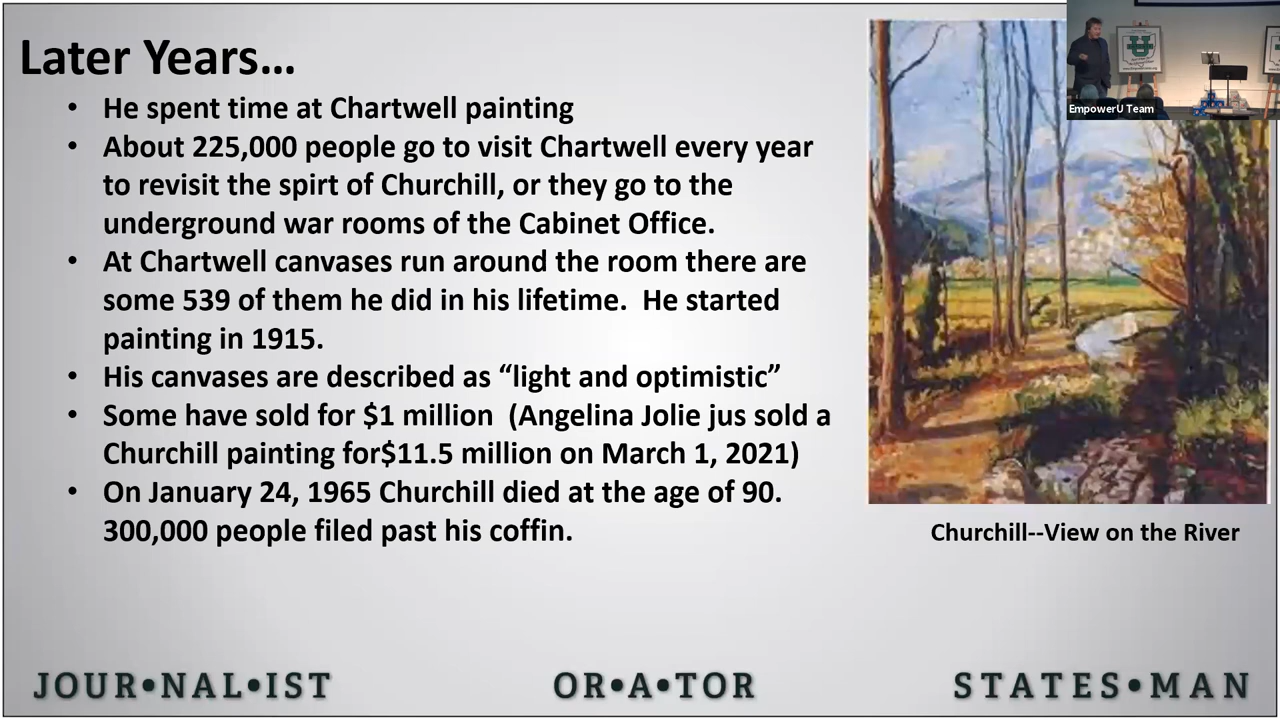 Later Years...
• He spent time at Chartwell painting
• About 225,000 people go to visit Chartwell every year
to revisit the spirt of Churchill, or they go to the
underground war rooms of the Cabinet Office.
• At Chartwell canvases run around the room there are
some 539 of them he did in his lifetime.  He started
painting in 1915.
• His canvases are described as “light and optimistic”
• Some have sold for $1 million  (Angelina Jolie jus sold a
Churchill painting for$11.5 million on March 1, 2021)
• On January 24, 1965 Churchill died at the age of 90.
300,000 people filed past his coffin.
EmpowerU Team
Churchill--View on the River
JOUR•NAL•IST
OR•A•TOR
STATES•MAN